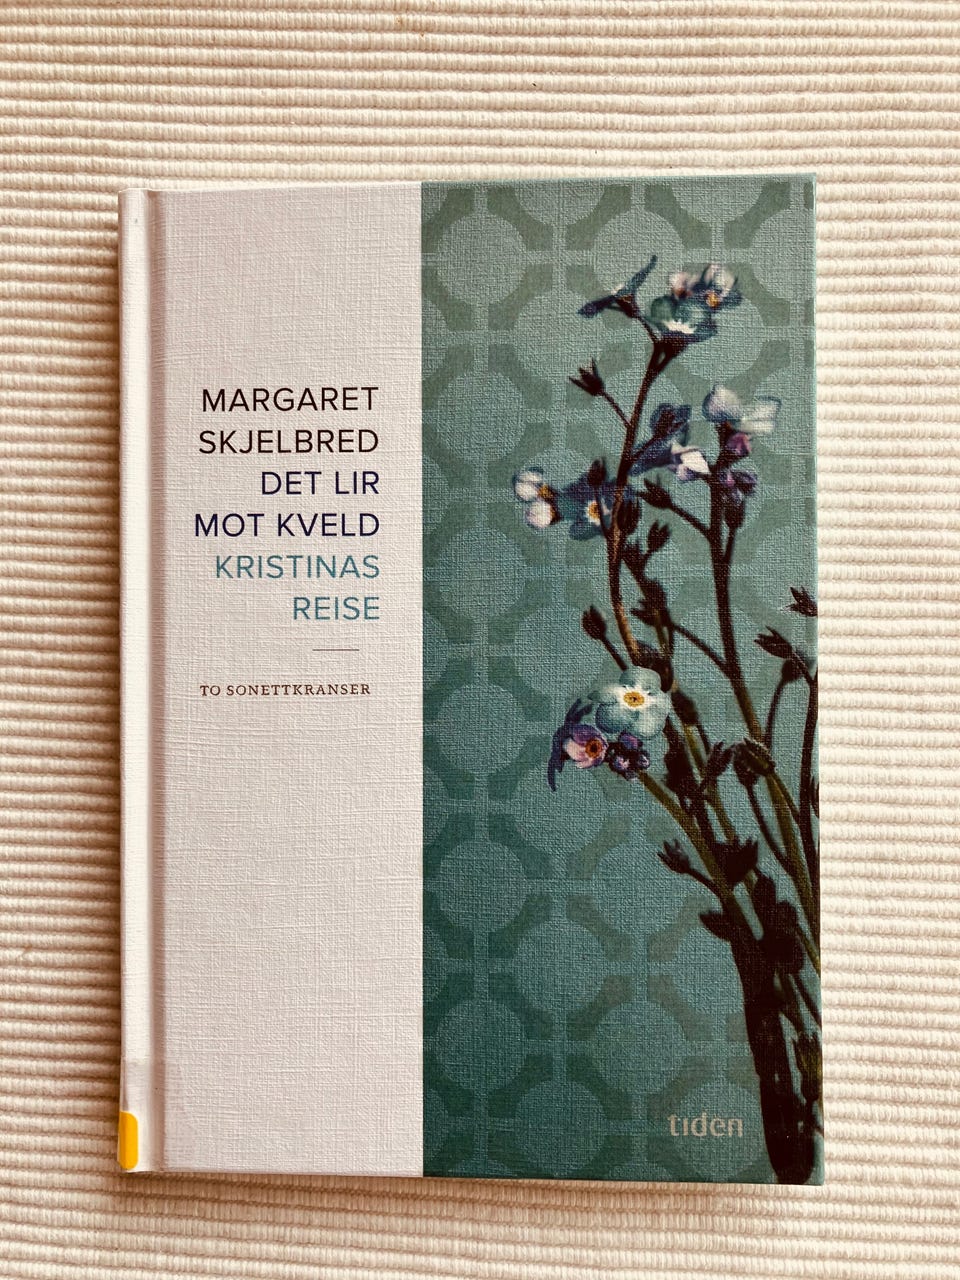 MARGARET
SKJELBRED
DET LIR
MOT KVELD
KRISTINAS
REISE
TO SONETTKRANSER
tiden